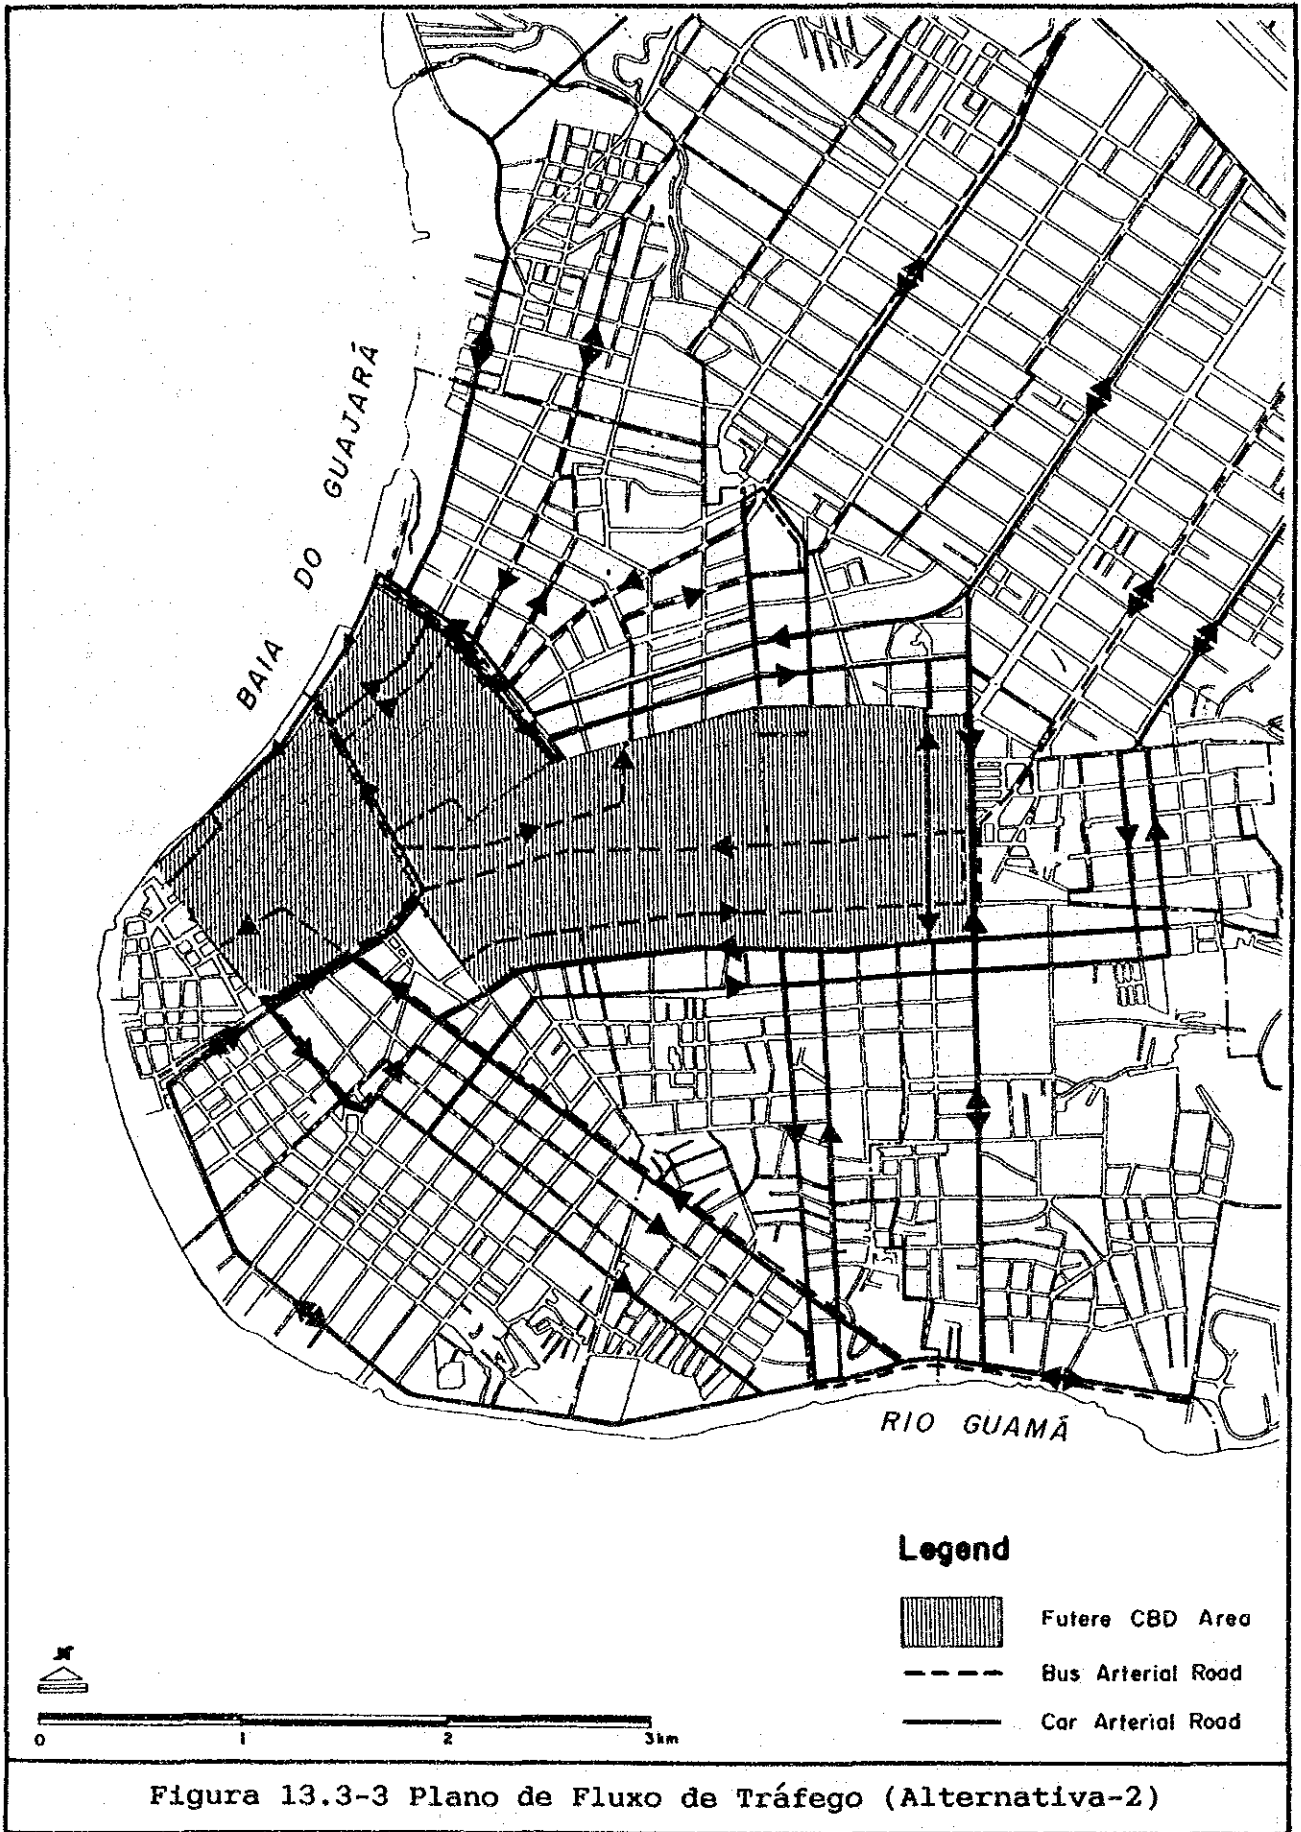 BAIA DO GUAJARÁ
RIO GUAMÁ
Legend
Futere CBD Area
Bus Arterial Road
Car Arterial Road
N
0 1 2 3km
Figura 13.3-3 Plano de Fluxo de Tráfego (Alternativa-2)